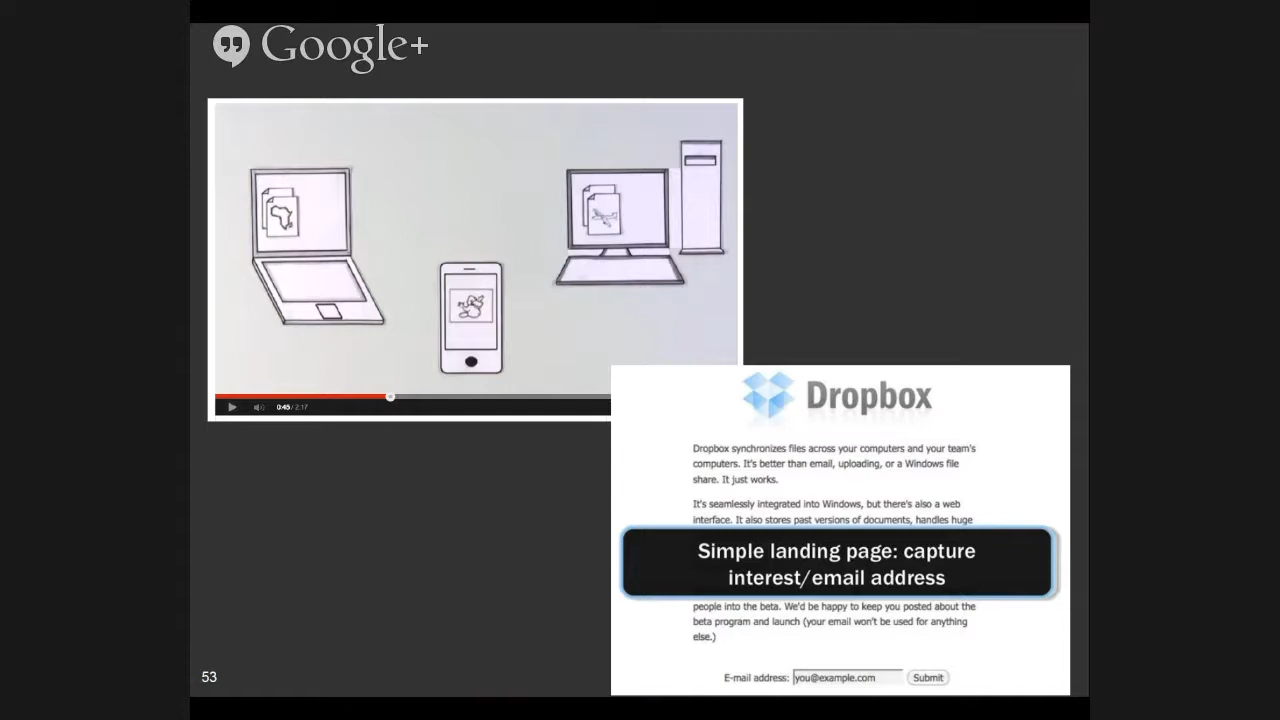 Google+
0:45 / 2:17
Dropbox
Dropbox synchronizes files across your computers and your team's
computers. It's better than email, uploading, or a Windows file
share. It just works.
It's seamlessly integrated into Windows, but there's also a web
interface. It also stores past versions of documents, handles huge
Simple landing page: capture
interest/email address
people into the beta. We'd be happy to keep you posted about the
beta program and launch (your email won't be used for anything
else.)
E-mail address: you@example.com Submit
53